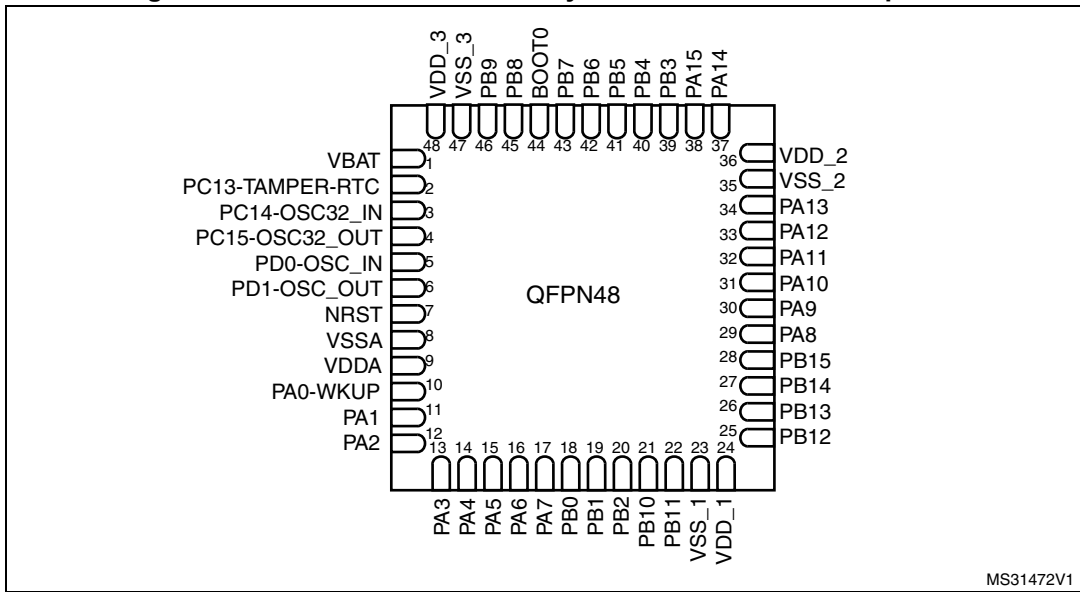 VDD_3
VSS_3
PB9
PB8
BOOT0
PB7
PB6
PB5
PB4
PB3
PA15
PA14
48 47 46 45 44 43 42 41 40 39 38 37
VBAT 1
PC13-TAMPER-RTC 2
PC14-OSC32_IN 3
PC15-OSC32_OUT 4
PD0-OSC_IN 5
PD1-OSC_OUT 6
NRST 7
VSSA 8
VDDA 9
PA0-WKUP 10
PA1 11
PA2 12
QFPN48
36 VDD_2
35 VSS_2
34 PA13
33 PA12
32 PA11
31 PA10
30 PA9
29 PA8
28 PB15
27 PB14
26 PB13
25 PB12
13 14 15 16 17 18 19 20 21 22 23 24
PA3
PA4
PA5
PA6
PA7
PB0
PB1
PB2
PB10
PB11
VSS_1
VDD_1
MS31472V1